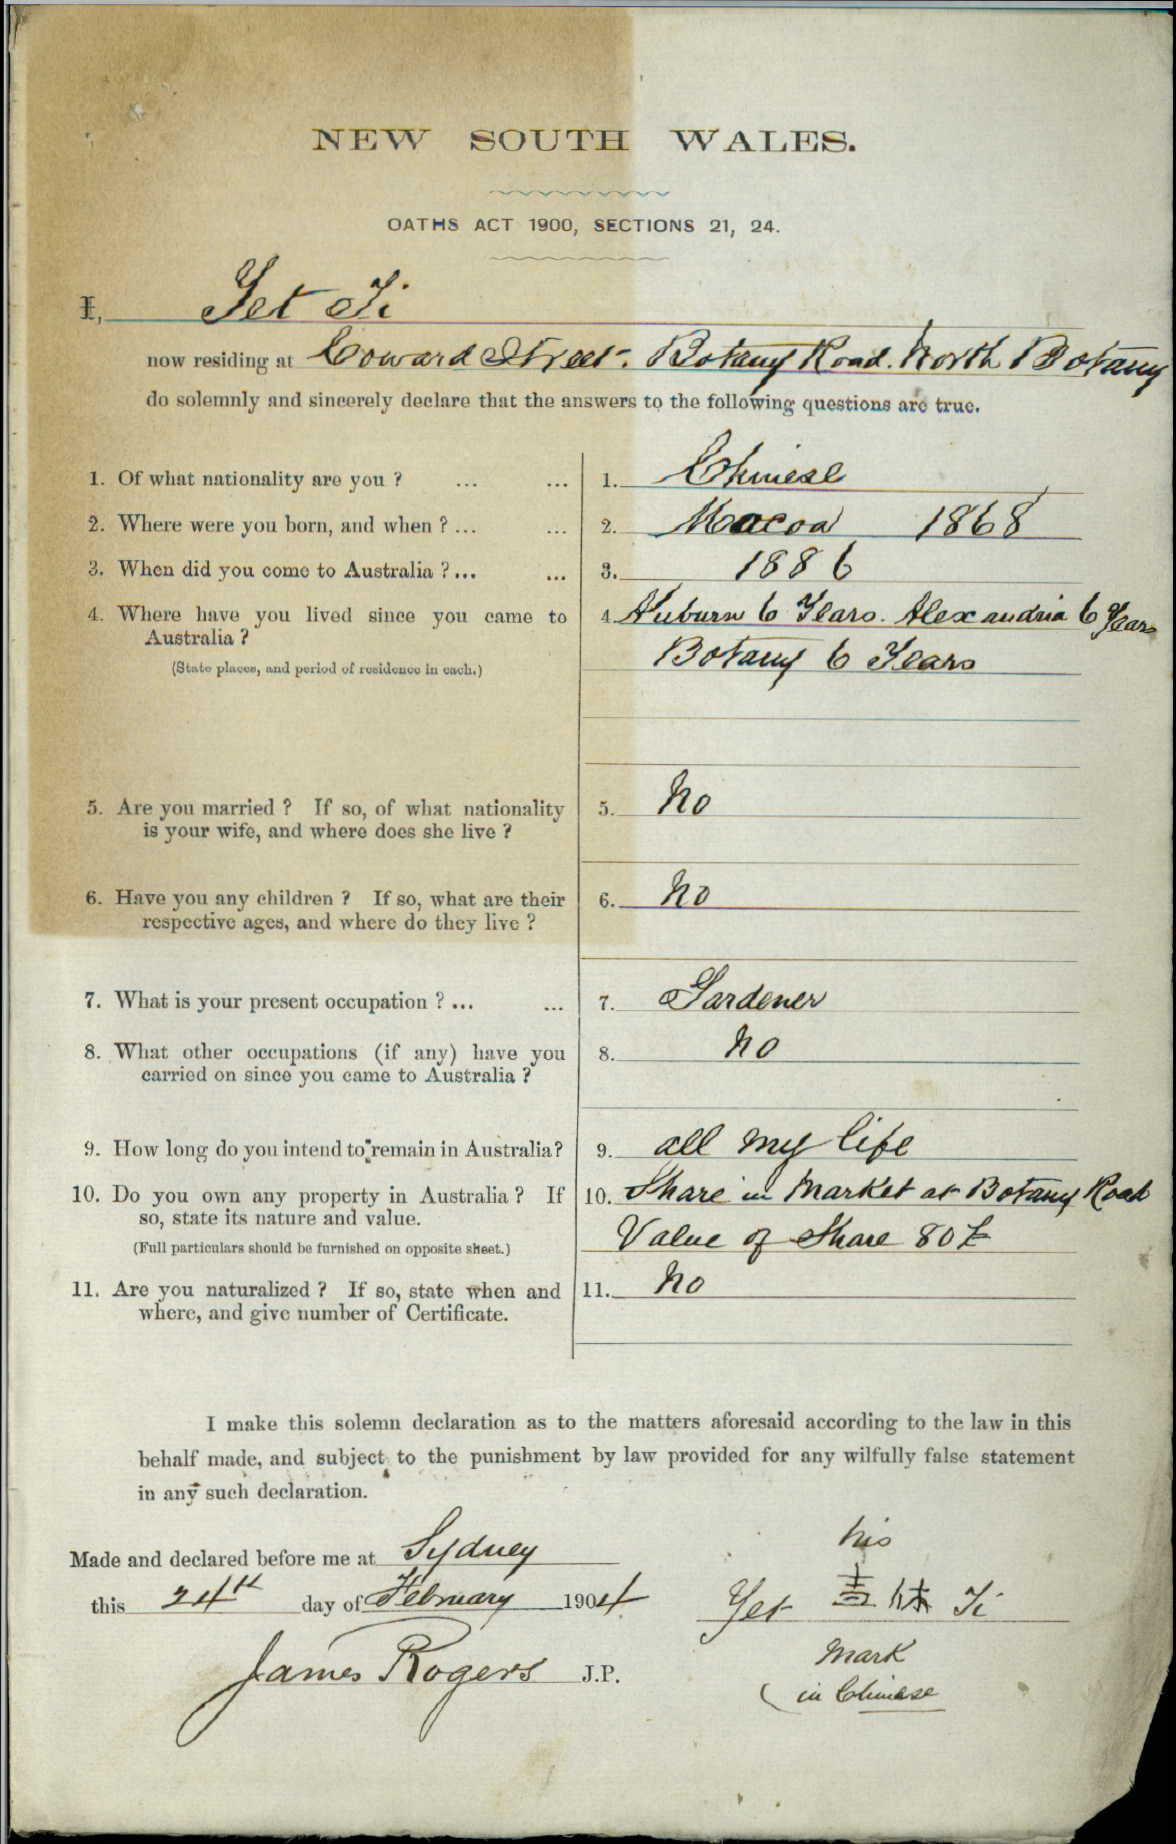 NEW SOUTH WALES.
OATHS ACT 1900, SECTIONS 21, 24.
I, Yet Ti
now residing at Coward Street. Botany Road. North Botany
do solemnly and sincerely declare that the answers to the following questions are true.
1. Of what nationality are you ? ... ... 1. Chinese
2. Where were you born, and when ? ... ... 2. Macoa 1868
3. When did you come to Australia ? ... ... 3. 1886
4. Where have you lived since you came to 4. Auburn 6 Years. Alexandria 6 Years
Australia ?
(State places, and period of residence in each.) Botany 6 Years
5. Are you married ? If so, of what nationality 5. No
is your wife, and where does she live ?
6. Have you any children ? If so, what are their 6. No
respective ages, and where do they live ?
7. What is your present occupation ? ... ... 7. Gardener
8. What other occupations (if any) have you 8. No
carried on since you came to Australia ?
9. How long do you intend to remain in Australia? 9. all my life
10. Do you own any property in Australia ? If 10. Share in Market at Botany Road
so, state its nature and value.
(Full particulars should be furnished on opposite sheet.) Value of Share 80£
11. Are you naturalized ? If so, state when and 11. No
where, and give number of Certificate.
I make this solemn declaration as to the matters aforesaid according to the law in this
behalf made, and subject to the punishment by law provided for any wilfully false statement
in any such declaration.
Made and declared before me at Sydney his
this 24th day of February 1904 Yet Ti
James Rogers J.P. Mark
(in Chinese